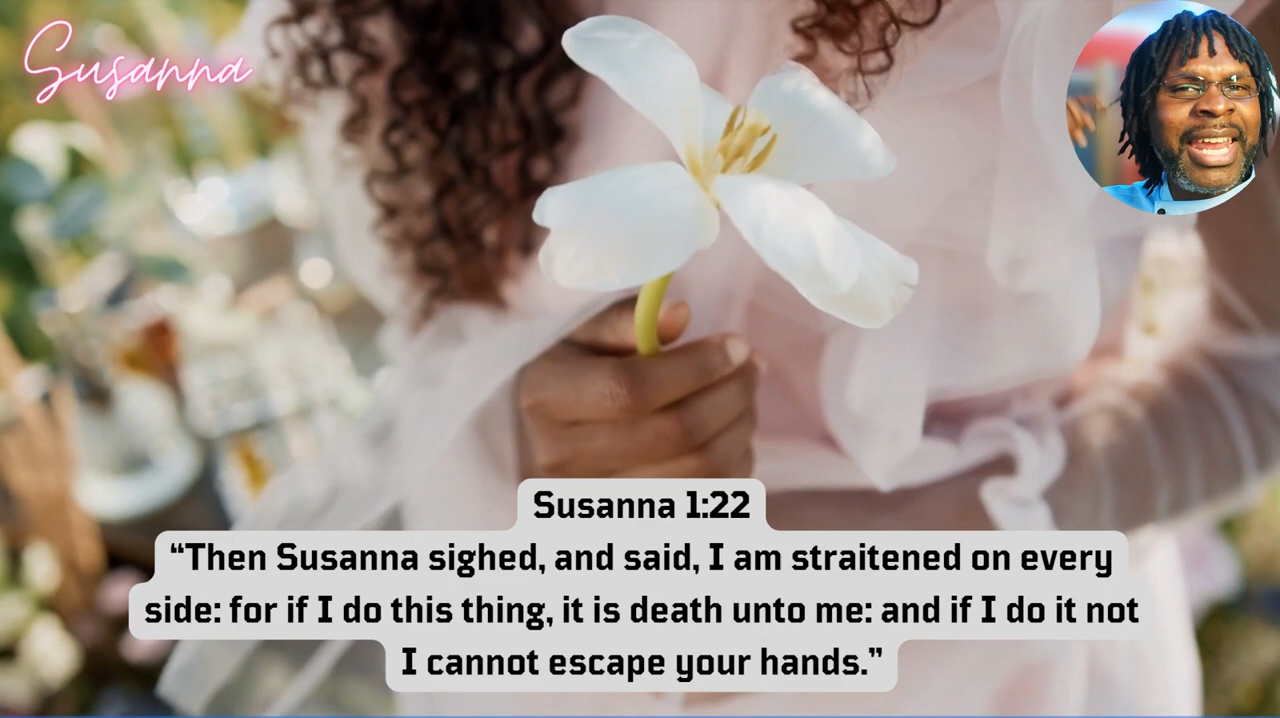 Susanna
Susanna 1:22
“Then Susanna sighed, and said, I am straitened on every
side: for if I do this thing, it is death unto me: and if I do it not
I cannot escape your hands.”